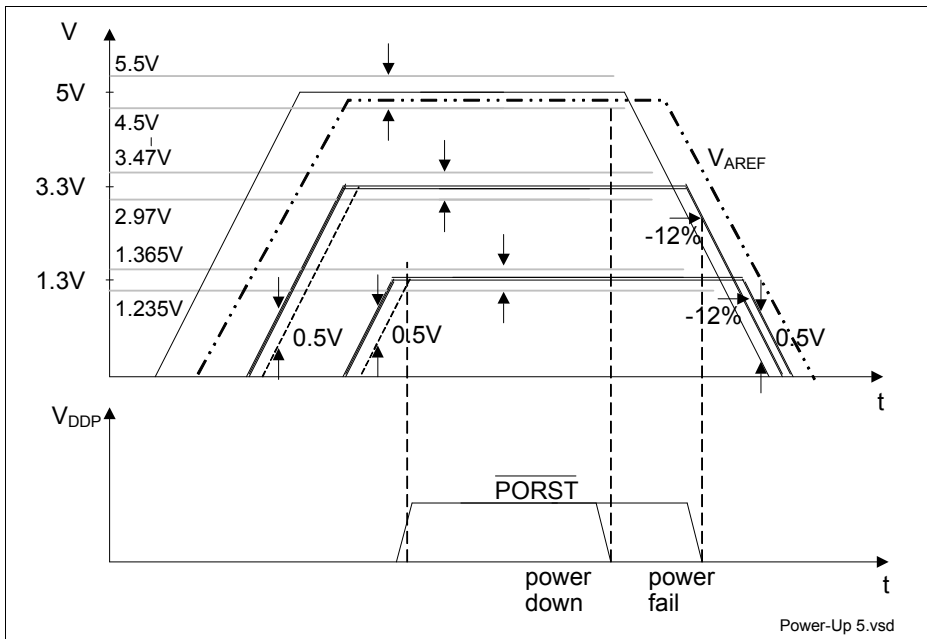 V
5.5V
5V
4.5V
3.47V
3.3V
2.97V
1.365V
1.3V
1.235V
V_AREF
-12%
-12%
0.5V
0.5V
0.5V
t
V_DDP
PORST
t
power
down
power
fail
Power-Up 5.vsd